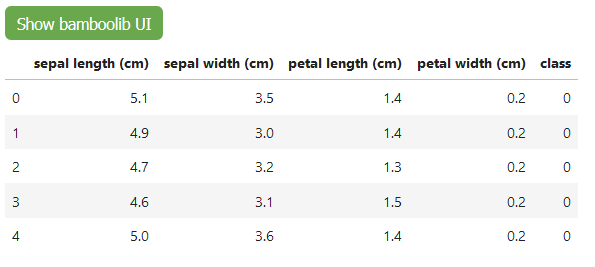 Show bamboolib UI
sepal length (cm) sepal width (cm) petal length (cm) petal width (cm) class
0 5.1 3.5 1.4 0.2 0
1 4.9 3.0 1.4 0.2 0
2 4.7 3.2 1.3 0.2 0
3 4.6 3.1 1.5 0.2 0
4 5.0 3.6 1.4 0.2 0